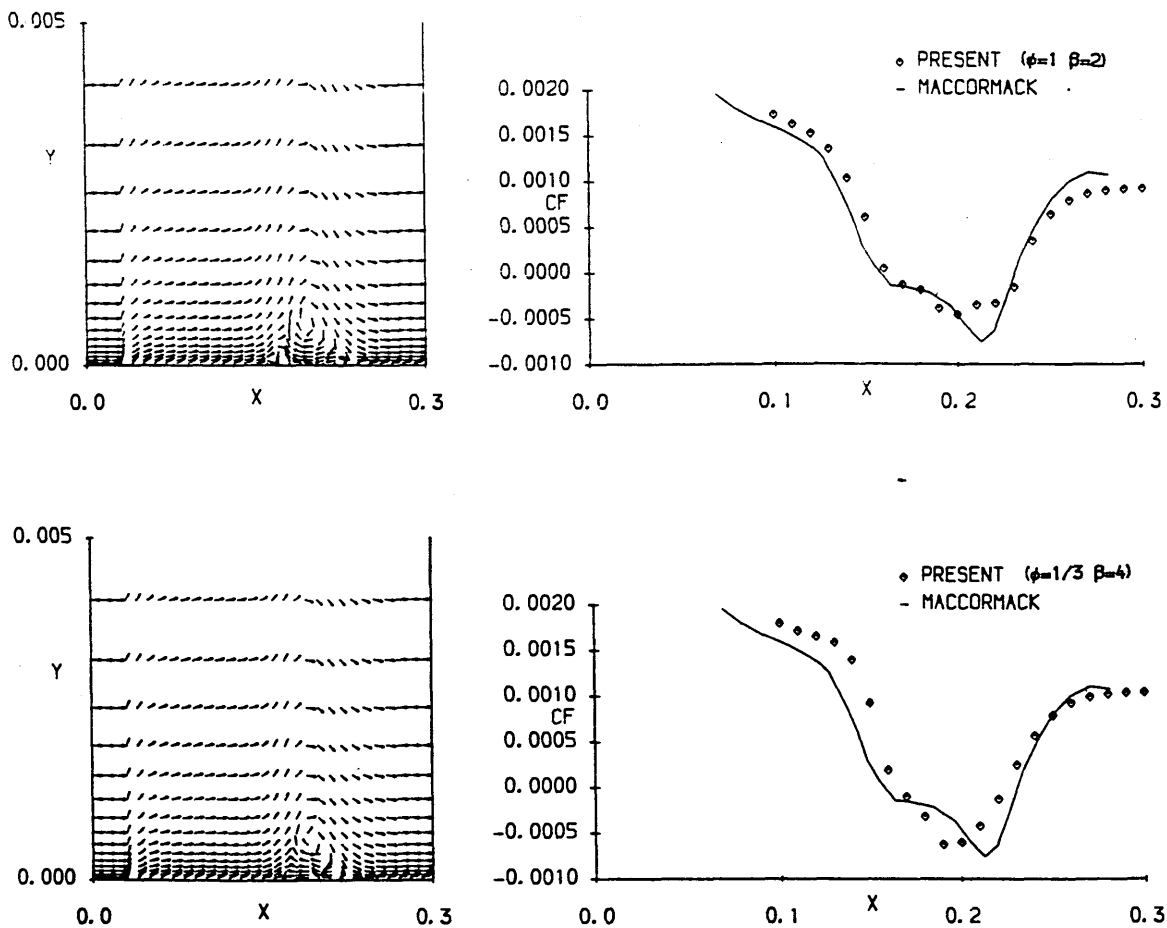 0.005
Y
0.000
0.0
X
0.3
◇ PRESENT (ϕ=1 β=2)
– MACCORMACK
0.0020
0.0015
0.0010
CF
0.0005
0.0000
-0.0005
-0.0010
0.0
0.1
X
0.2
0.3
0.005
Y
0.000
0.0
X
0.3
◇ PRESENT (ϕ=1/3 β=4)
– MACCORMACK
0.0020
0.0015
0.0010
CF
0.0005
0.0000
-0.0005
-0.0010
0.0
0.1
X
0.2
0.3